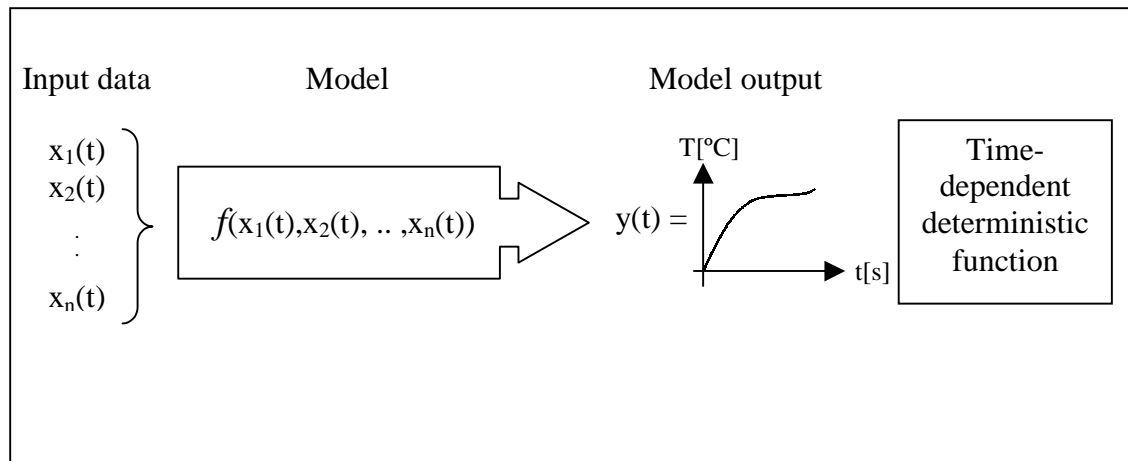 Input data
Model
Model output
x₁(t)
x₂(t)
.
.
xₙ(t)
f(x₁(t),x₂(t), .. ,xₙ(t))
y(t) =
T[ºC]
t[s]
Time-
dependent
deterministic
function